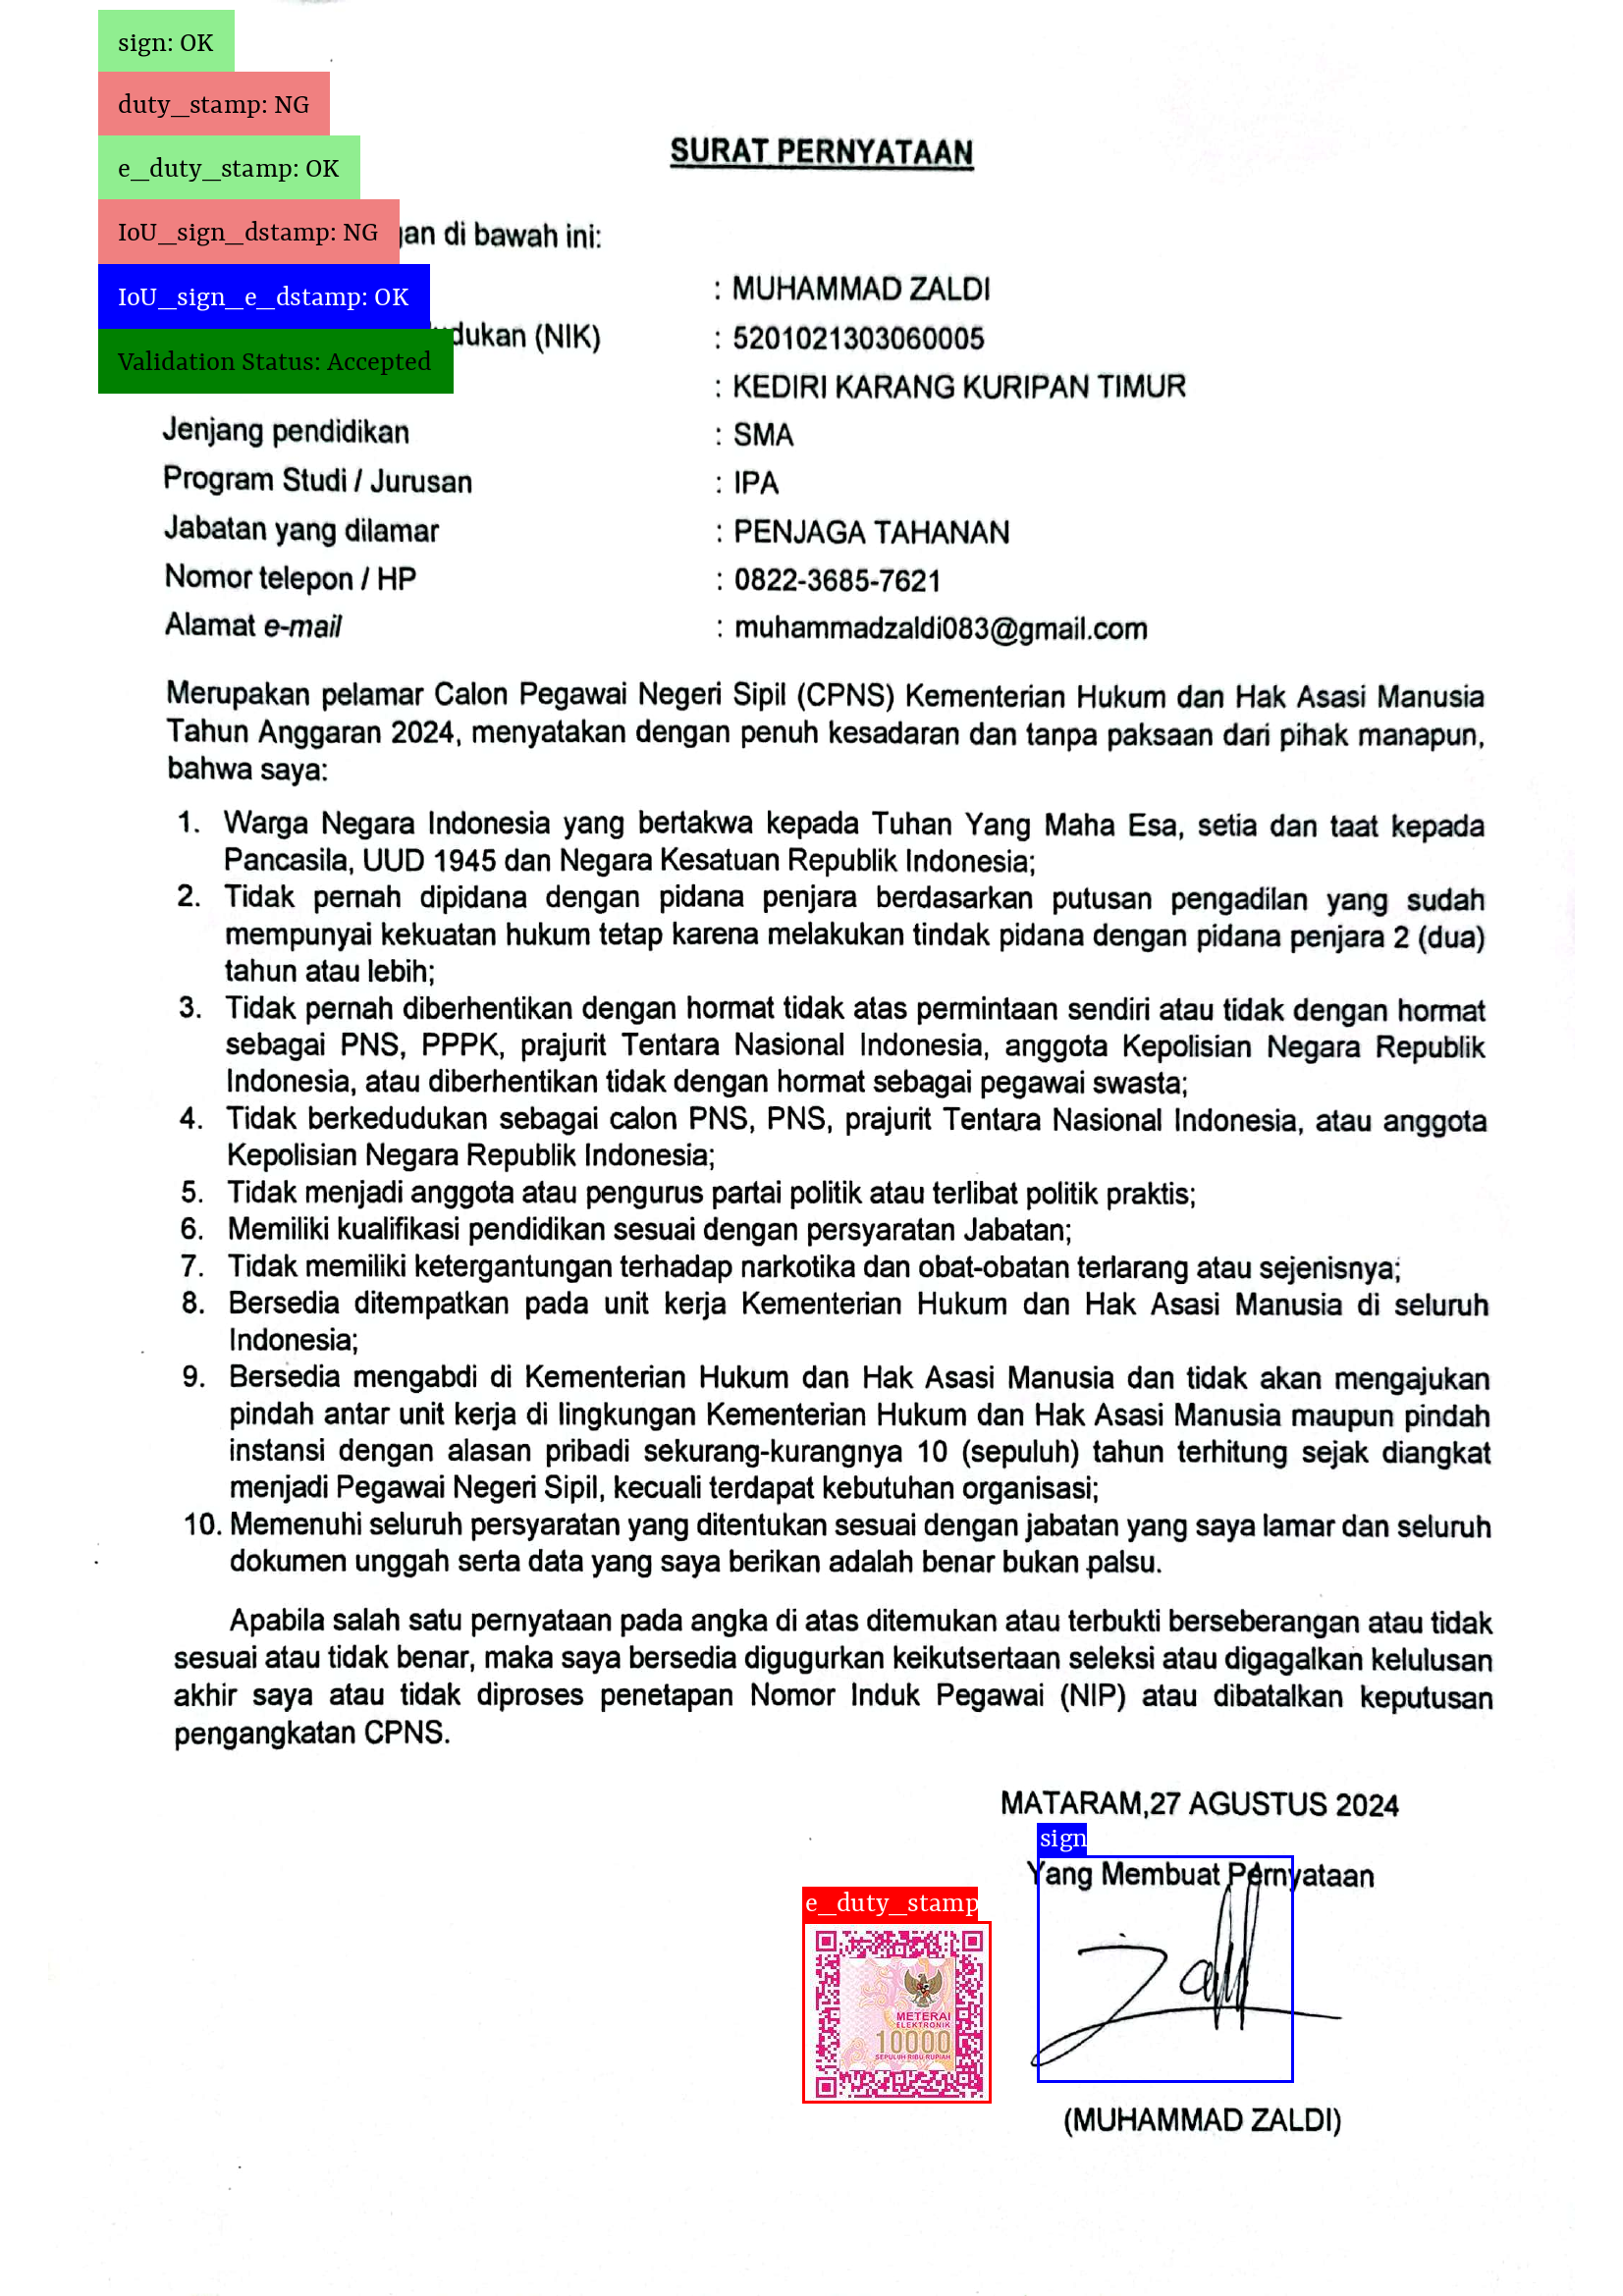 sign: OK
duty_stamp: NG
e_duty_stamp: OK
IoU_sign_dstamp: NG
IoU_sign_e_dstamp: OK
Validation Status: Accepted
SURAT PERNYATAAN
di bawah ini:
: MUHAMMAD ZALDI
(NIK) : 5201021303060005
: KEDIRI KARANG KURIPAN TIMUR
Jenjang pendidikan : SMA
Program Studi / Jurusan : IPA
Jabatan yang dilamar : PENJAGA TAHANAN
Nomor telepon / HP : 0822-3685-7621
Alamat e-mail : muhammadzaldi083@gmail.com
Merupakan pelamar Calon Pegawai Negeri Sipil (CPNS) Kementerian Hukum dan Hak Asasi Manusia
Tahun Anggaran 2024, menyatakan dengan penuh kesadaran dan tanpa paksaan dari pihak manapun,
bahwa saya:
1. Warga Negara Indonesia yang bertakwa kepada Tuhan Yang Maha Esa, setia dan taat kepada
Pancasila, UUD 1945 dan Negara Kesatuan Republik Indonesia;
2. Tidak pernah dipidana dengan pidana penjara berdasarkan putusan pengadilan yang sudah
mempunyai kekuatan hukum tetap karena melakukan tindak pidana dengan pidana penjara 2 (dua)
tahun atau lebih;
3. Tidak pernah diberhentikan dengan hormat tidak atas permintaan sendiri atau tidak dengan hormat
sebagai PNS, PPPK, prajurit Tentara Nasional Indonesia, anggota Kepolisian Negara Republik
Indonesia, atau diberhentikan tidak dengan hormat sebagai pegawai swasta;
4. Tidak berkedudukan sebagai calon PNS, PNS, prajurit Tentara Nasional Indonesia, atau anggota
Kepolisian Negara Republik Indonesia;
5. Tidak menjadi anggota atau pengurus partai politik atau terlibat politik praktis;
6. Memiliki kualifikasi pendidikan sesuai dengan persyaratan Jabatan;
7. Tidak memiliki ketergantungan terhadap narkotika dan obat-obatan terlarang atau sejenisnya;
8. Bersedia ditempatkan pada unit kerja Kementerian Hukum dan Hak Asasi Manusia di seluruh
Indonesia;
9. Bersedia mengabdi di Kementerian Hukum dan Hak Asasi Manusia dan tidak akan mengajukan
pindah antar unit kerja di lingkungan Kementerian Hukum dan Hak Asasi Manusia maupun pindah
instansi dengan alasan pribadi sekurang-kurangnya 10 (sepuluh) tahun terhitung sejak diangkat
menjadi Pegawai Negeri Sipil, kecuali terdapat kebutuhan organisasi;
10. Memenuhi seluruh persyaratan yang ditentukan sesuai dengan jabatan yang saya lamar dan seluruh
dokumen unggah serta data yang saya berikan adalah benar bukan palsu.
Apabila salah satu pernyataan pada angka di atas ditemukan atau terbukti berseberangan atau tidak
sesuai atau tidak benar, maka saya bersedia digugurkan keikutsertaan seleksi atau digagalkan kelulusan
akhir saya atau tidak diproses penetapan Nomor Induk Pegawai (NIP) atau dibatalkan keputusan
pengangkatan CPNS.
MATARAM,27 AGUSTUS 2024
sign
Yang Membuat Pernyataan
e_duty_stamp
METERAI
ELEKTRONIK
10000
SEPULUH RIBU RUPIAH
Zaldi
(MUHAMMAD ZALDI)